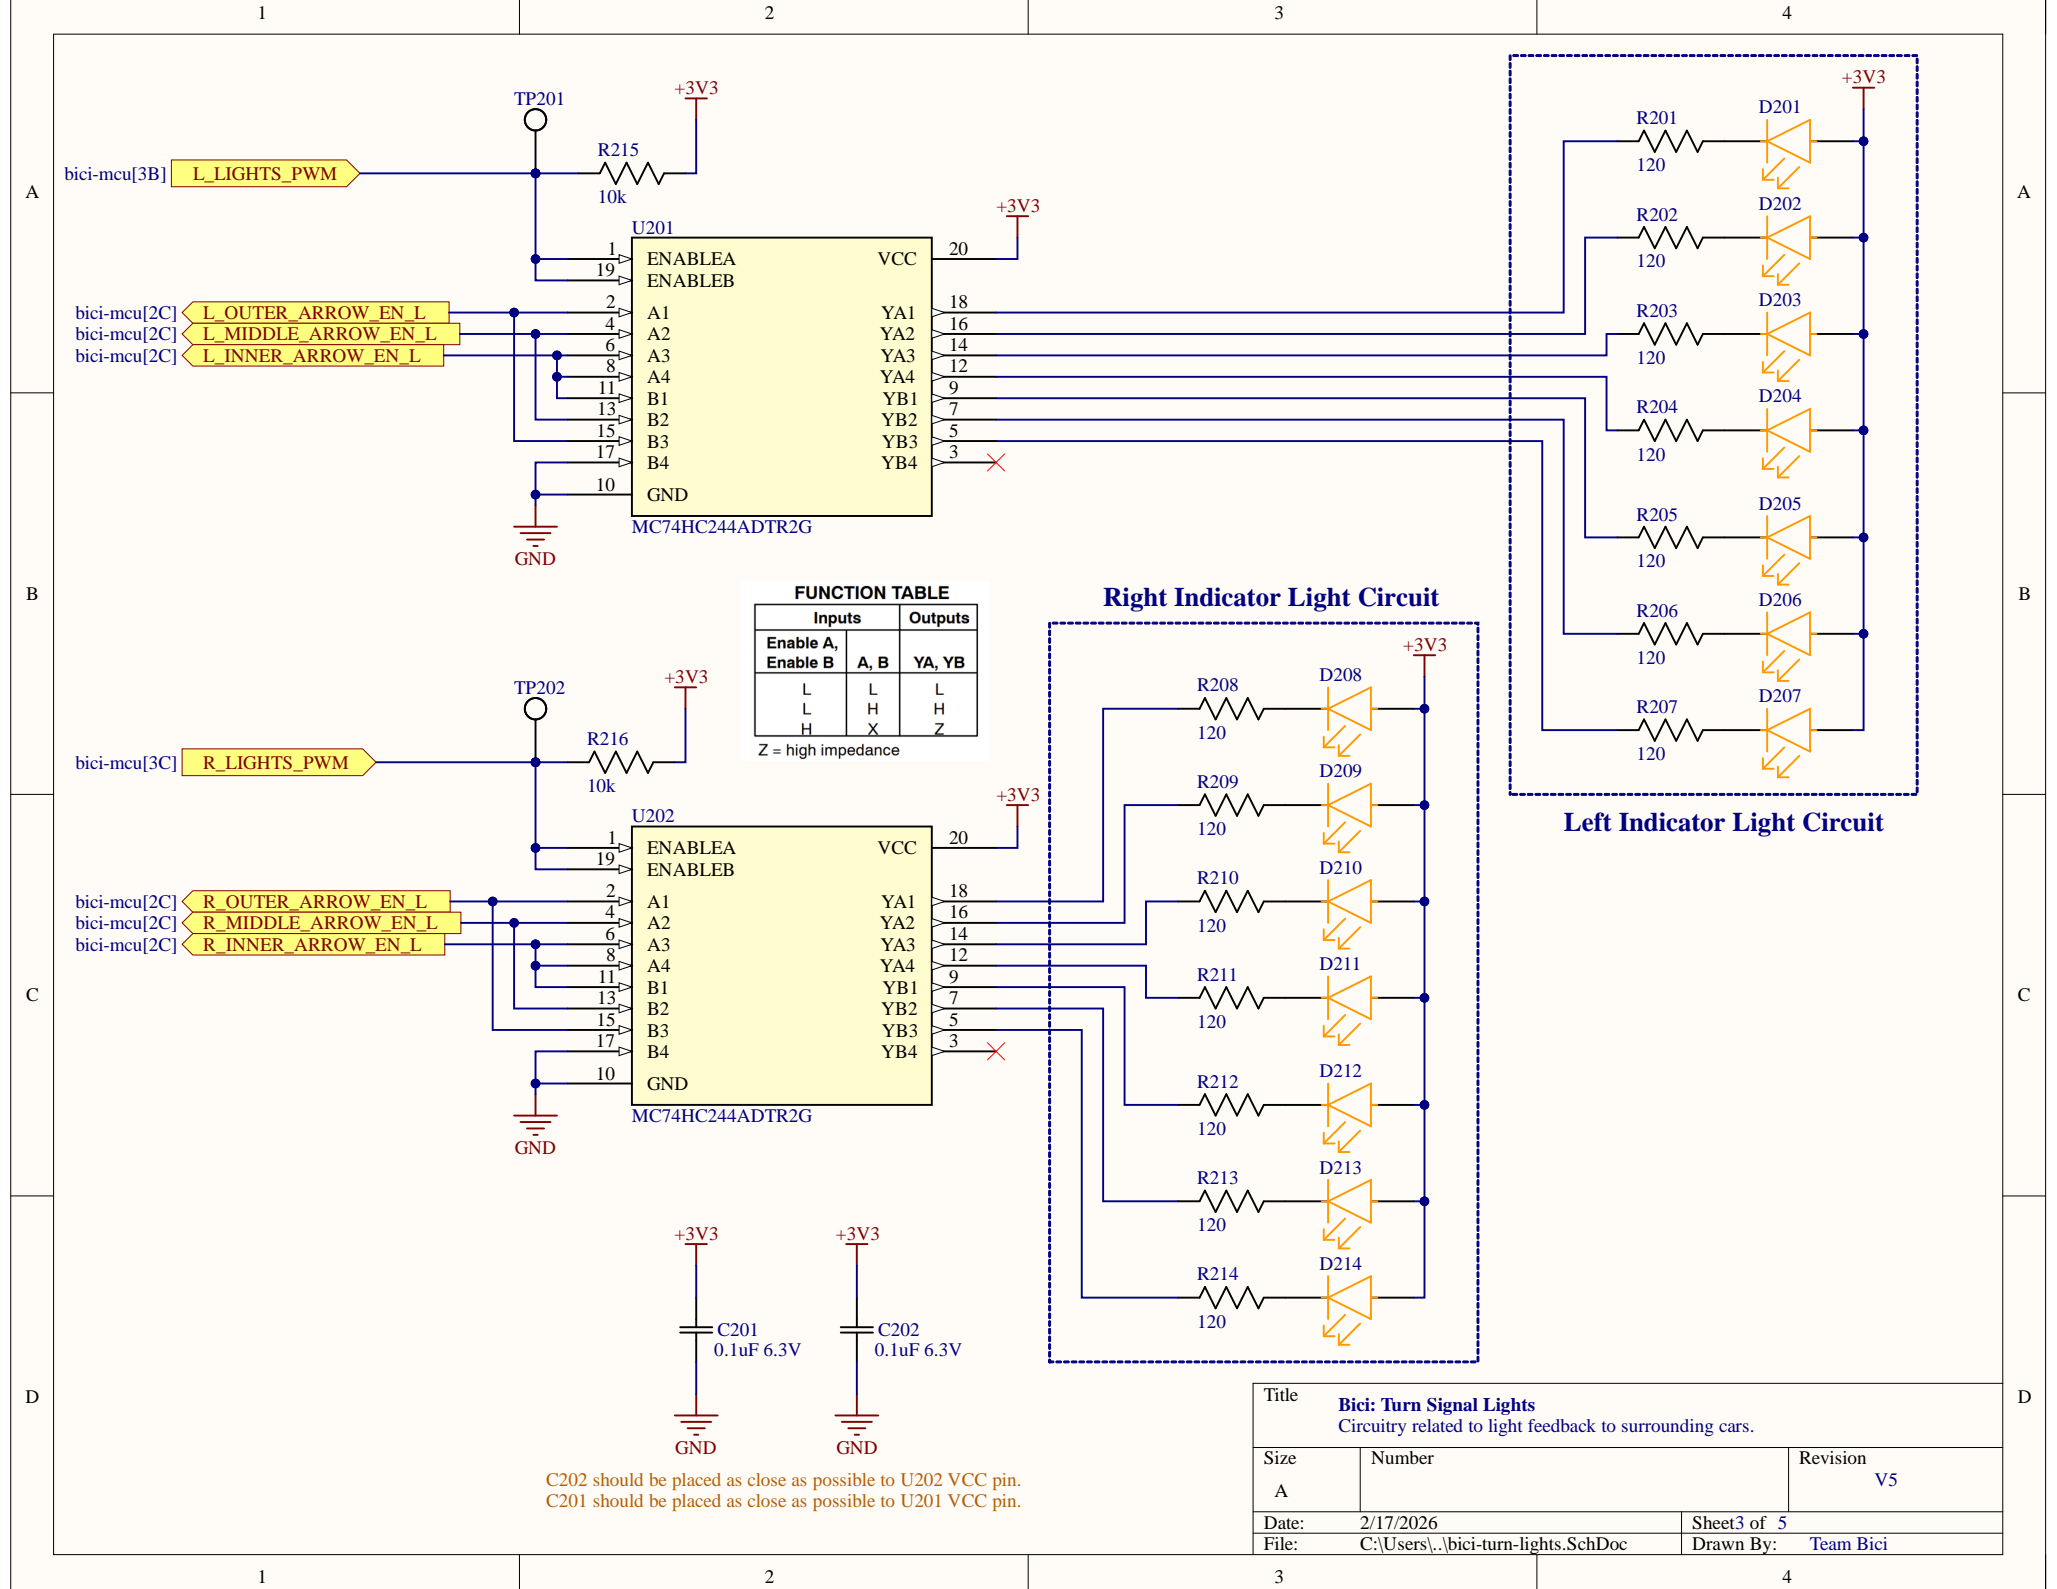 1 2 3 4
A
B
C
D
A
B
C
D
1 2 3 4
TP201
+3V3
R215
10k
bici-mcu[3B] L_LIGHTS_PWM
+3V3
U201
1 ENABLEA VCC 20
19 ENABLEB
bici-mcu[2C] L_OUTER_ARROW_EN_L 2 A1 YA1 18
bici-mcu[2C] L_MIDDLE_ARROW_EN_L 4 A2 YA2 16
bici-mcu[2C] L_INNER_ARROW_EN_L 6 A3 YA3 14
8 A4 YA4 12
11 B1 YB1 9
13 B2 YB2 7
15 B3 YB3 5
17 B4 YB4 3
10 GND
MC74HC244ADTR2G
GND
+3V3
R201 D201
120
R202 D202
120
R203 D203
120
R204 D204
120
R205 D205
120
R206 D206
120
R207 D207
120
Left Indicator Light Circuit
FUNCTION TABLE
Inputs Outputs
Enable A,
Enable B A, B YA, YB
L L L
L H H
H X Z
Z = high impedance
TP202
+3V3
R216
10k
bici-mcu[3C] R_LIGHTS_PWM
+3V3
U202
1 ENABLEA VCC 20
19 ENABLEB
bici-mcu[2C] R_OUTER_ARROW_EN_L 2 A1 YA1 18
bici-mcu[2C] R_MIDDLE_ARROW_EN_L 4 A2 YA2 16
bici-mcu[2C] R_INNER_ARROW_EN_L 6 A3 YA3 14
8 A4 YA4 12
11 B1 YB1 9
13 B2 YB2 7
15 B3 YB3 5
17 B4 YB4 3
10 GND
MC74HC244ADTR2G
GND
Right Indicator Light Circuit
+3V3
R208 D208
120
R209 D209
120
R210 D210
120
R211 D211
120
R212 D212
120
R213 D213
120
R214 D214
120
+3V3 +3V3
C201 C202
0.1uF 6.3V 0.1uF 6.3V
GND GND
C202 should be placed as close as possible to U202 VCC pin.
C201 should be placed as close as possible to U201 VCC pin.
Title Bici: Turn Signal Lights
Circuitry related to light feedback to surrounding cars.
Size Number Revision
A V5
Date: 2/17/2026 Sheet3 of 5
File: C:\Users\..\bici-turn-lights.SchDoc Drawn By: Team Bici